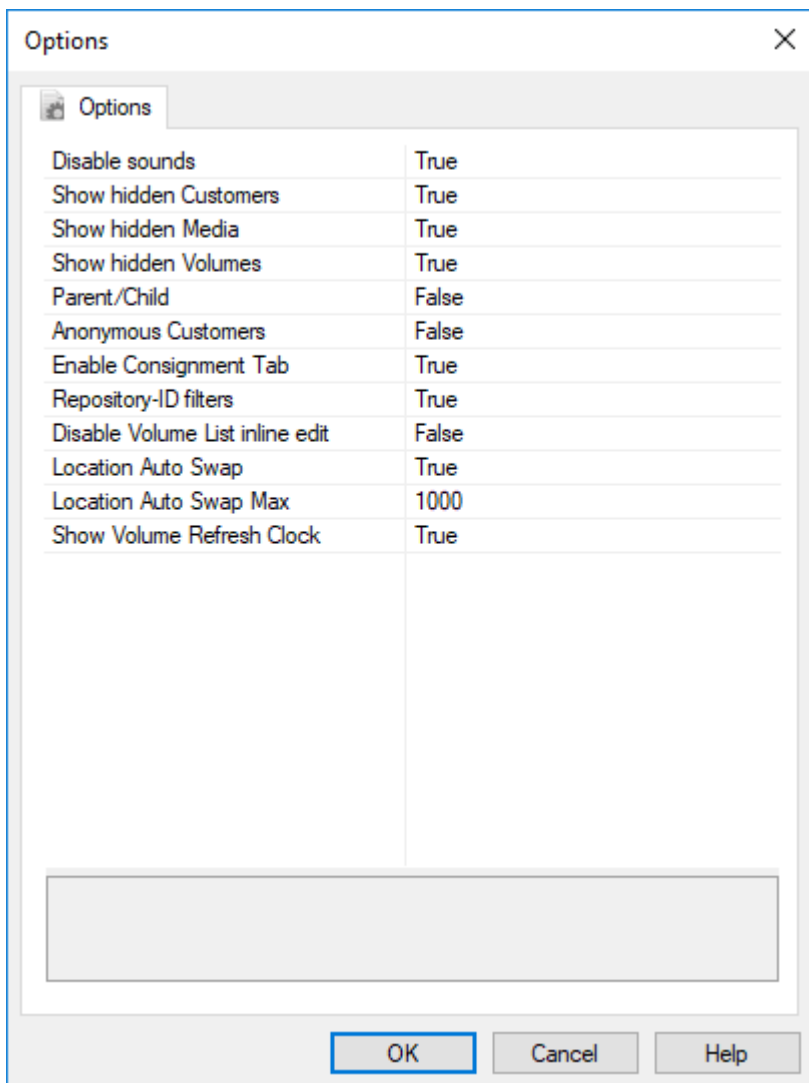 Options
Options
Disable sounds True
Show hidden Customers True
Show hidden Media True
Show hidden Volumes True
Parent/Child False
Anonymous Customers False
Enable Consignment Tab True
Repository-ID filters True
Disable Volume List inline edit False
Location Auto Swap True
Location Auto Swap Max 1000
Show Volume Refresh Clock True
OK Cancel Help